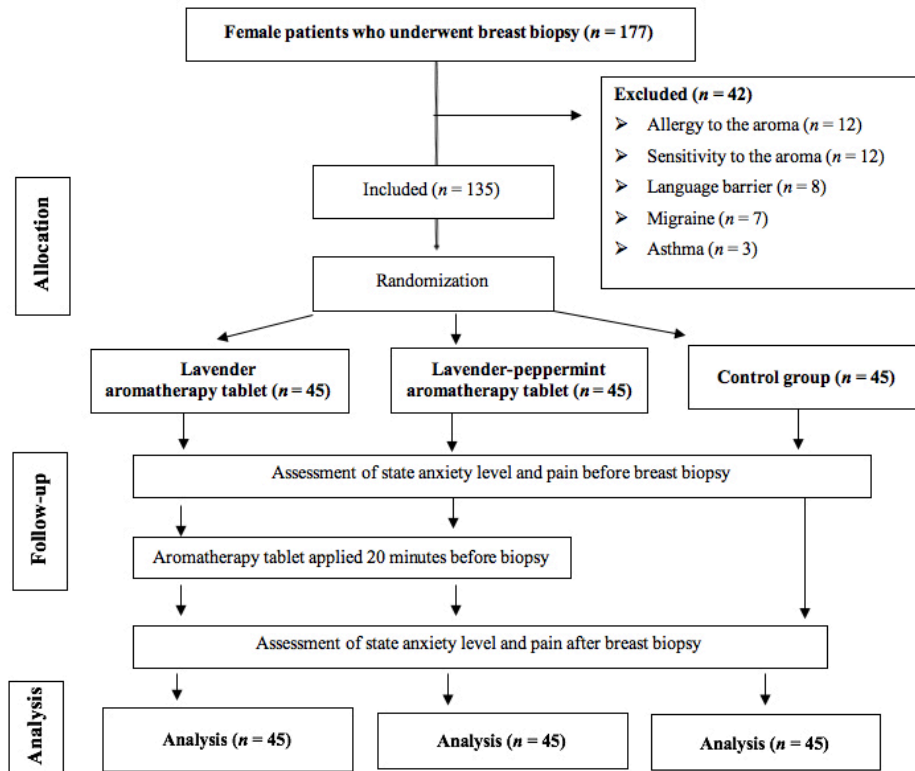 Female patients who underwent breast biopsy (n = 177)
Excluded (n = 42)
➢ Allergy to the aroma (n = 12)
➢ Sensitivity to the aroma (n = 12)
➢ Language barrier (n = 8)
➢ Migraine (n = 7)
➢ Asthma (n = 3)
Allocation
Included (n = 135)
Randomization
Lavender
aromatherapy tablet (n = 45)
Lavender-peppermint
aromatherapy tablet (n = 45)
Control group (n = 45)
Follow-up
Assessment of state anxiety level and pain before breast biopsy
Aromatherapy tablet applied 20 minutes before biopsy
Assessment of state anxiety level and pain after breast biopsy
Analysis
Analysis (n = 45)
Analysis (n = 45)
Analysis (n = 45)